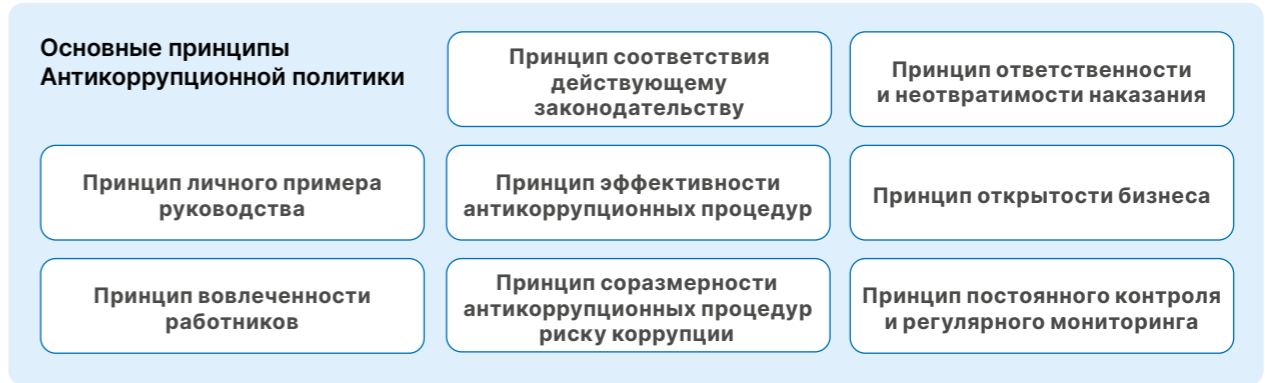 Основные принципы
Антикоррупционной политики
Принцип соответствия
действующему
законодательству
Принцип ответственности
и неотвратимости наказания
Принцип личного примера
руководства
Принцип эффективности
антикоррупционных процедур
Принцип открытости бизнеса
Принцип вовлеченности
работников
Принцип соразмерности
антикоррупционных процедур
риску коррупции
Принцип постоянного контроля
и регулярного мониторинга